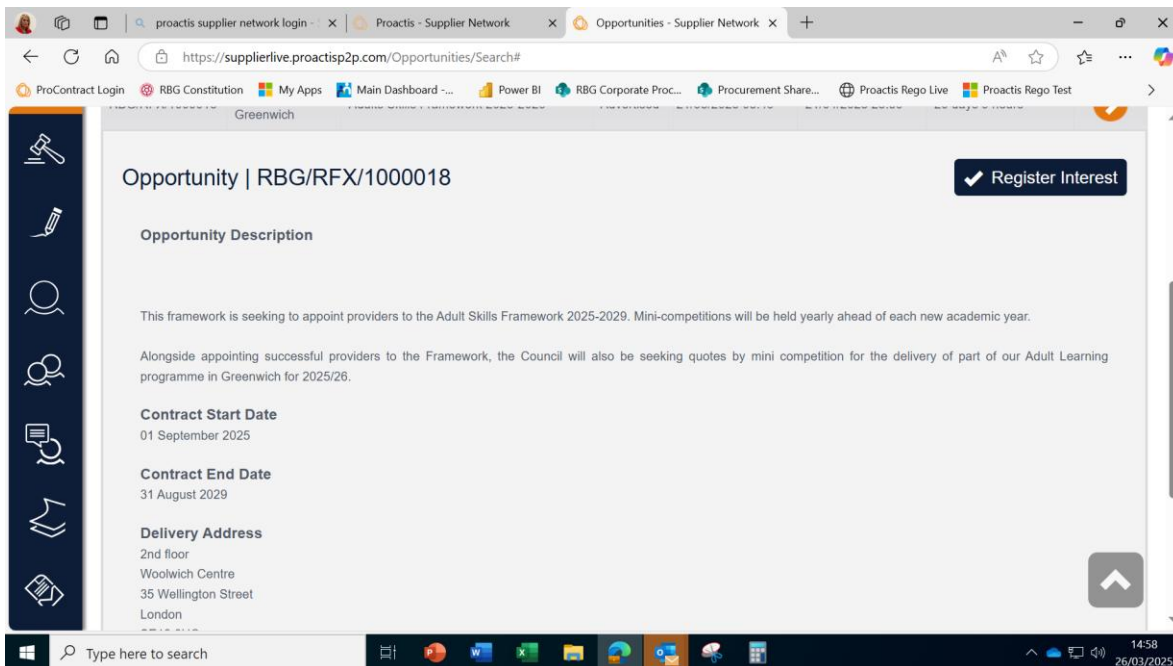 proactis supplier network login - S
Proactis - Supplier Network
Opportunities - Supplier Network
https://supplierlive.proactisp2p.com/Opportunities/Search#
ProContract Login
RBG Constitution
My Apps
Main Dashboard -...
Power BI
RBG Corporate Proc...
Procurement Share...
Proactis Rego Live
Proactis Rego Test
Greenwich
Opportunity | RBG/RFX/1000018
Register Interest
Opportunity Description
This framework is seeking to appoint providers to the Adult Skills Framework 2025-2029. Mini-competitions will be held yearly ahead of each new academic year.
Alongside appointing successful providers to the Framework, the Council will also be seeking quotes by mini competition for the delivery of part of our Adult Learning
programme in Greenwich for 2025/26.
Contract Start Date
01 September 2025
Contract End Date
31 August 2029
Delivery Address
2nd floor
Woolwich Centre
35 Wellington Street
London
Type here to search
14:58
26/03/2025